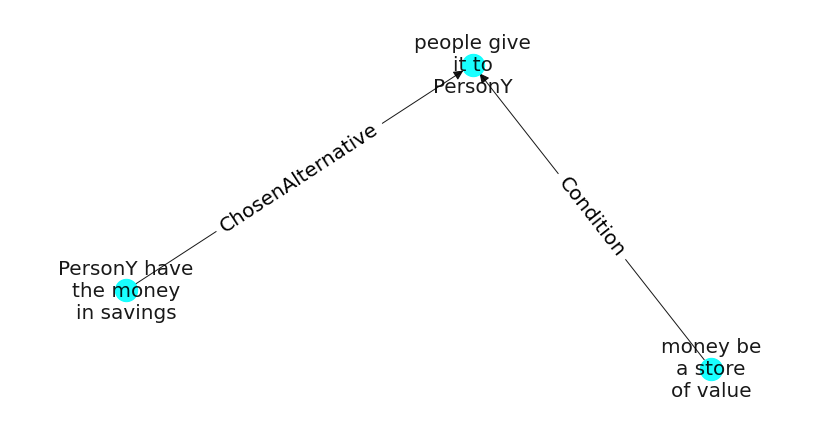 people give
it to
PersonY
ChosenAlternative
Condition
PersonY have
the money
in savings
money be
a store
of value